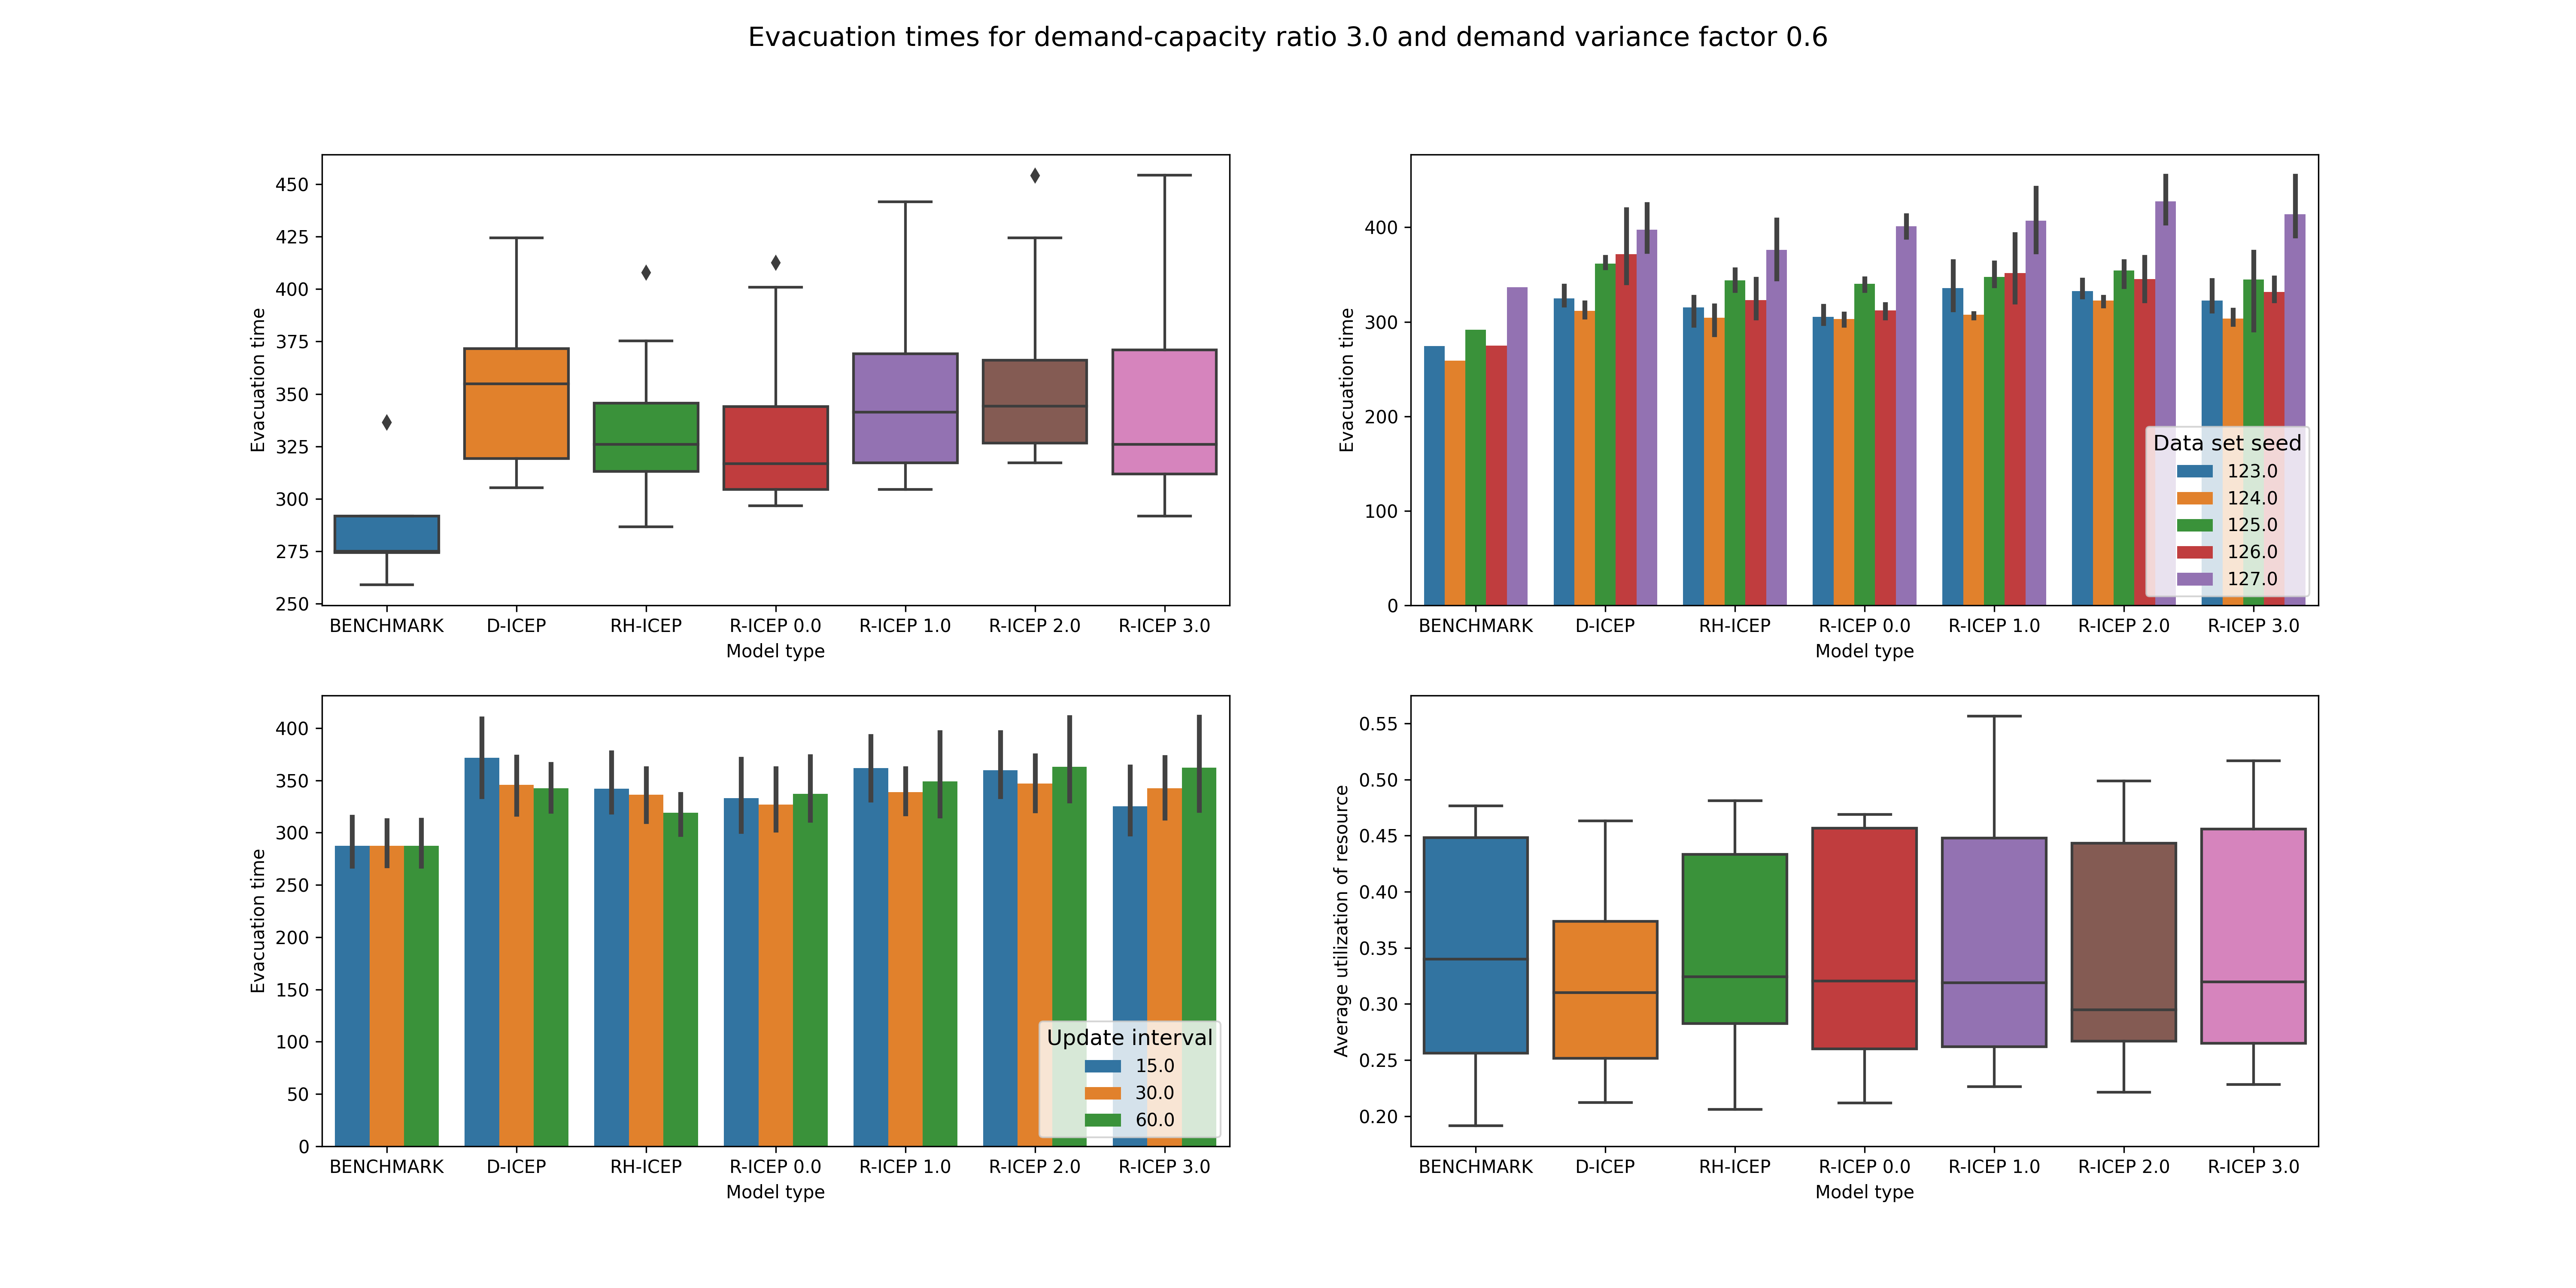 Evacuation times for demand-capacity ratio 3.0 and demand variance factor 0.6
Evacuation time
450
425
400
375
350
325
300
275
250
BENCHMARK D-ICEP RH-ICEP R-ICEP 0.0 R-ICEP 1.0 R-ICEP 2.0 R-ICEP 3.0
Model type
Evacuation time
400
300
200
100
0
Data set seed
123.0
124.0
125.0
126.0
127.0
BENCHMARK D-ICEP RH-ICEP R-ICEP 0.0 R-ICEP 1.0 R-ICEP 2.0 R-ICEP 3.0
Model type
Evacuation time
400
350
300
250
200
150
100
50
0
Update interval
15.0
30.0
60.0
BENCHMARK D-ICEP RH-ICEP R-ICEP 0.0 R-ICEP 1.0 R-ICEP 2.0 R-ICEP 3.0
Model type
Average utilization of resource
0.55
0.50
0.45
0.40
0.35
0.30
0.25
0.20
BENCHMARK D-ICEP RH-ICEP R-ICEP 0.0 R-ICEP 1.0 R-ICEP 2.0 R-ICEP 3.0
Model type